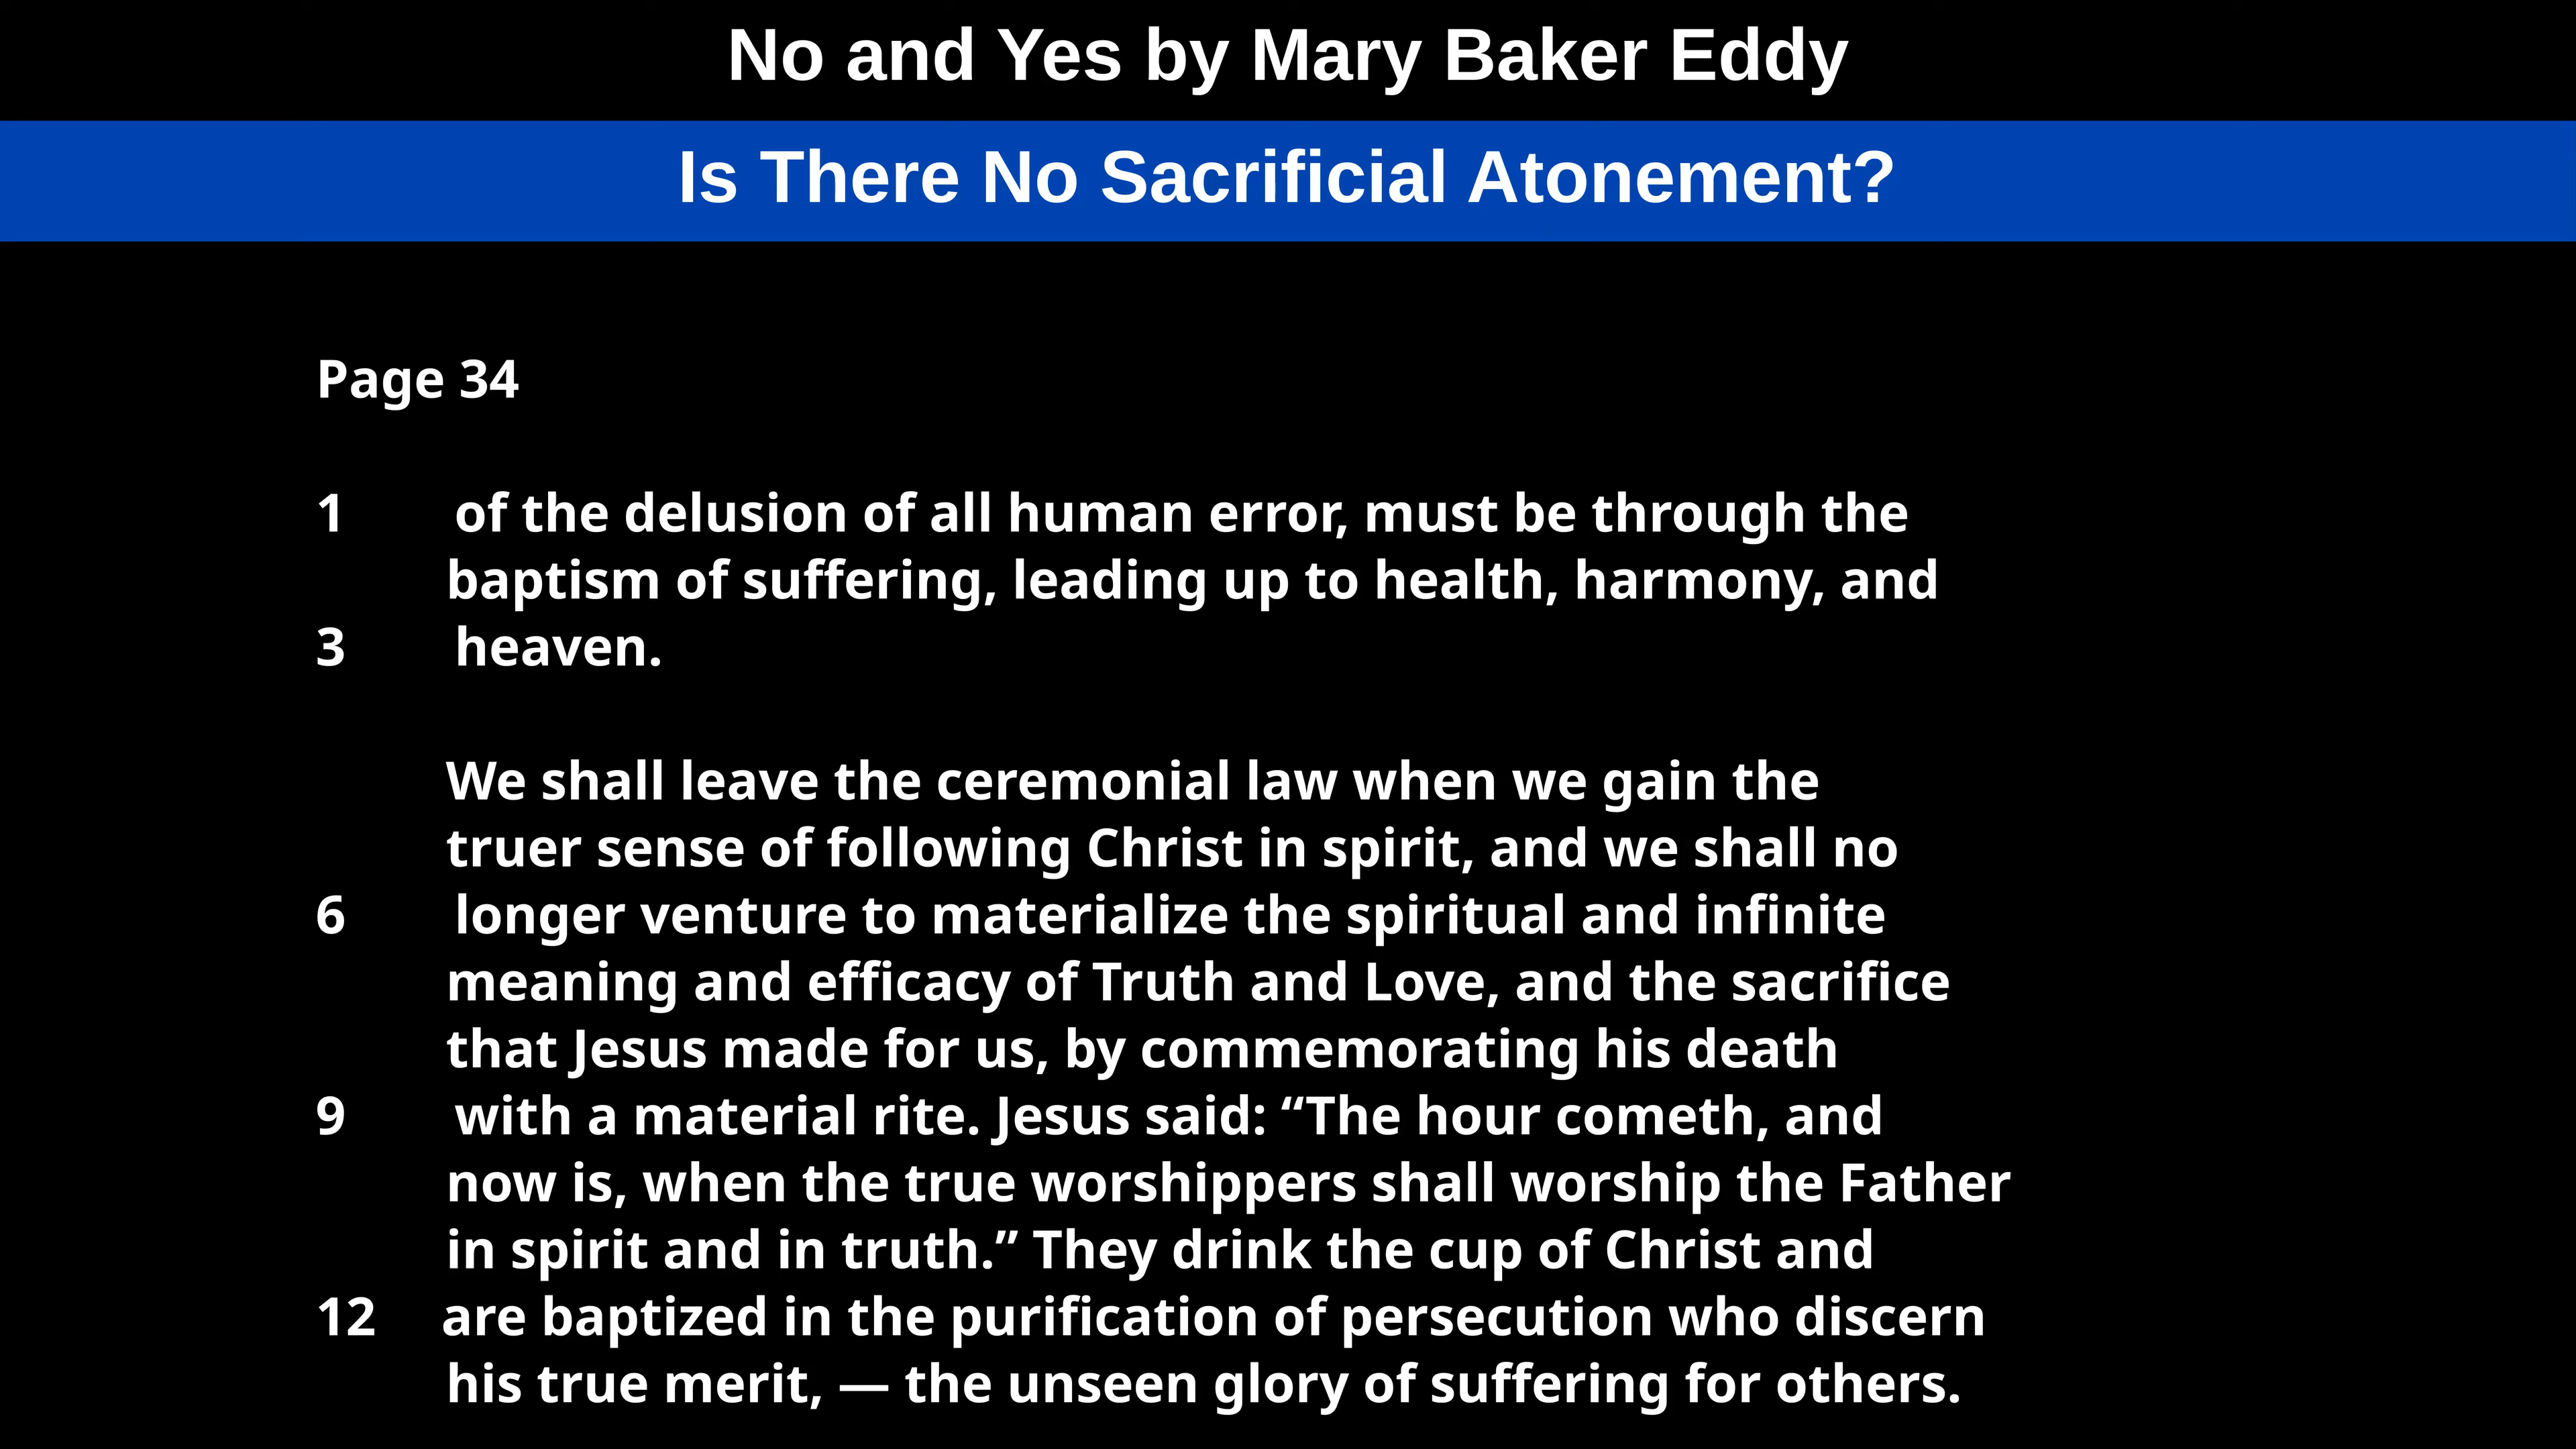 No and Yes by Mary Baker Eddy
Is There No Sacrificial Atonement?
Page 34
1 of the delusion of all human error, must be through the
baptism of suffering, leading up to health, harmony, and
3 heaven.
We shall leave the ceremonial law when we gain the
truer sense of following Christ in spirit, and we shall no
6 longer venture to materialize the spiritual and infinite
meaning and efficacy of Truth and Love, and the sacrifice
that Jesus made for us, by commemorating his death
9 with a material rite. Jesus said: “The hour cometh, and
now is, when the true worshippers shall worship the Father
in spirit and in truth.” They drink the cup of Christ and
12 are baptized in the purification of persecution who discern
his true merit, — the unseen glory of suffering for others.